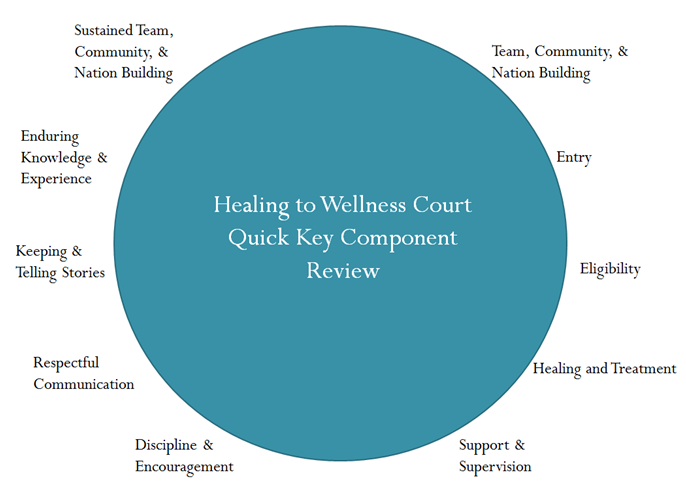 Healing to Wellness Court
Quick Key Component
Review
Team, Community, &
Nation Building
Entry
Eligibility
Healing and Treatment
Support &
Supervision
Discipline &
Encouragement
Respectful
Communication
Keeping &
Telling Stories
Enduring
Knowledge &
Experience
Sustained Team,
Community, &
Nation Building